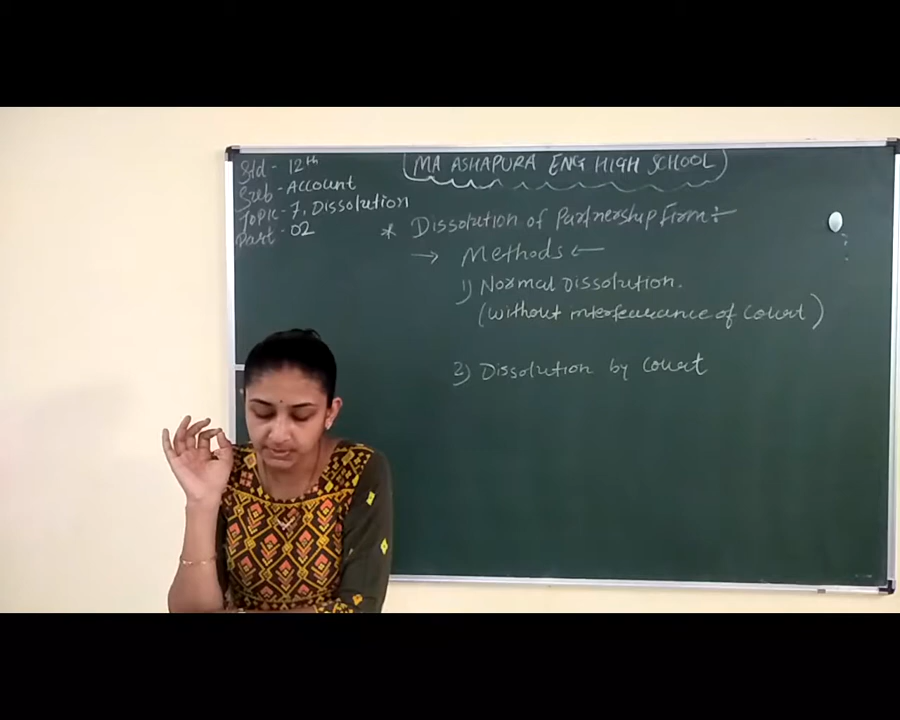 Std - 12th
Sub - Account
Topic - 7, Dissolution
Part - 02
MA ASHAPURA ENG HIGH SCHOOL
* Dissolution of Partnership firm ÷
→ Methods ←
1) Normal Dissolution.
(without interfearance of Court)
2) Dissolution by Court